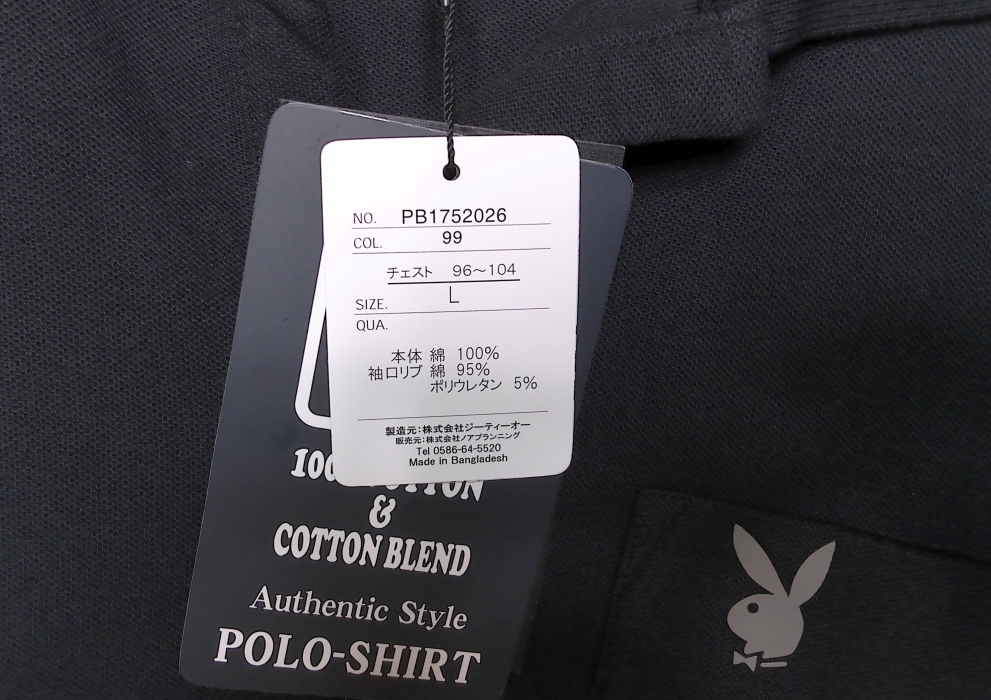 NO. PB1752026
COL. 99
チェスト 96～104
SIZE. L
QUA.
本体 綿 100%
袖口リブ 綿 95%
ポリウレタン 5%
製造元：株式会社ジーティーオー
販売元：株式会社ノアプランニング
Tel 0586-64-5520
Made in Bangladesh
&
COTTON BLEND
Authentic Style
POLO-SHIRT